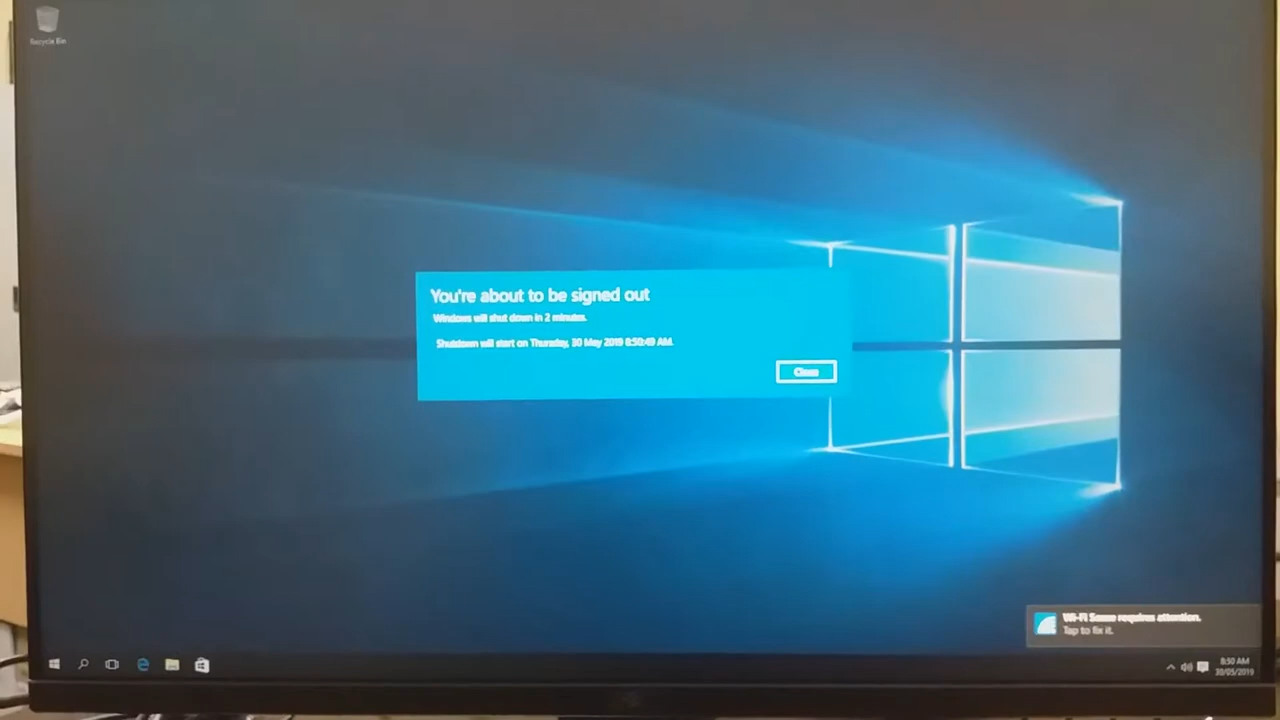 Recycle Bin
You're about to be signed out
Windows will shut down in 2 minutes.
Shutdown will start on Thursday, 30 May 2019 8:50:49 AM.
Close
Wi-Fi Sense requires attention.
Tap to fix it.
8:50 AM
30/05/2019